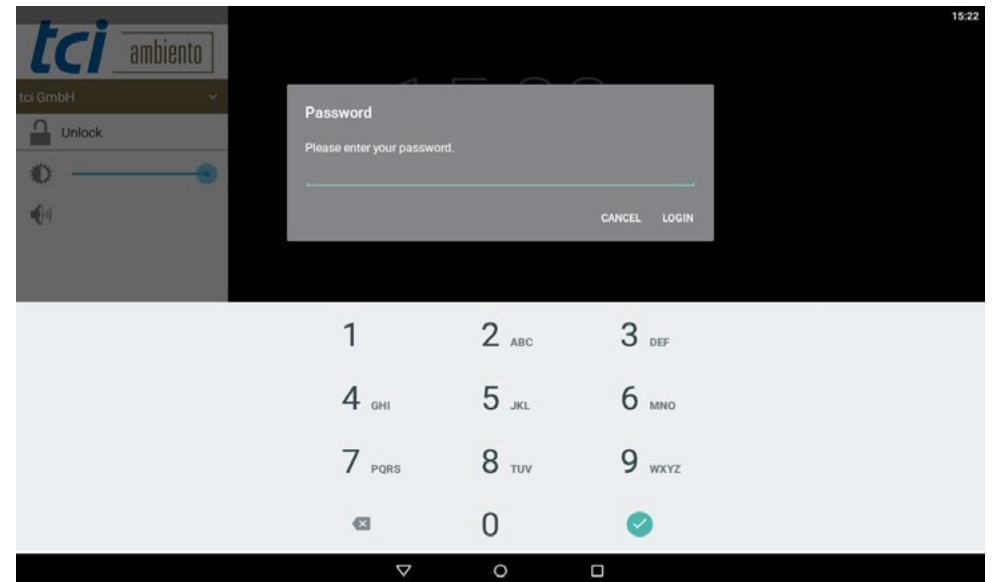 15:22
tci ambiento
tci GmbH
Unlock
Password
Please enter your password.
CANCEL LOGIN
1 2 ABC 3 DEF
4 GHI 5 JKL 6 MNO
7 PQRS 8 TUV 9 WXYZ
0